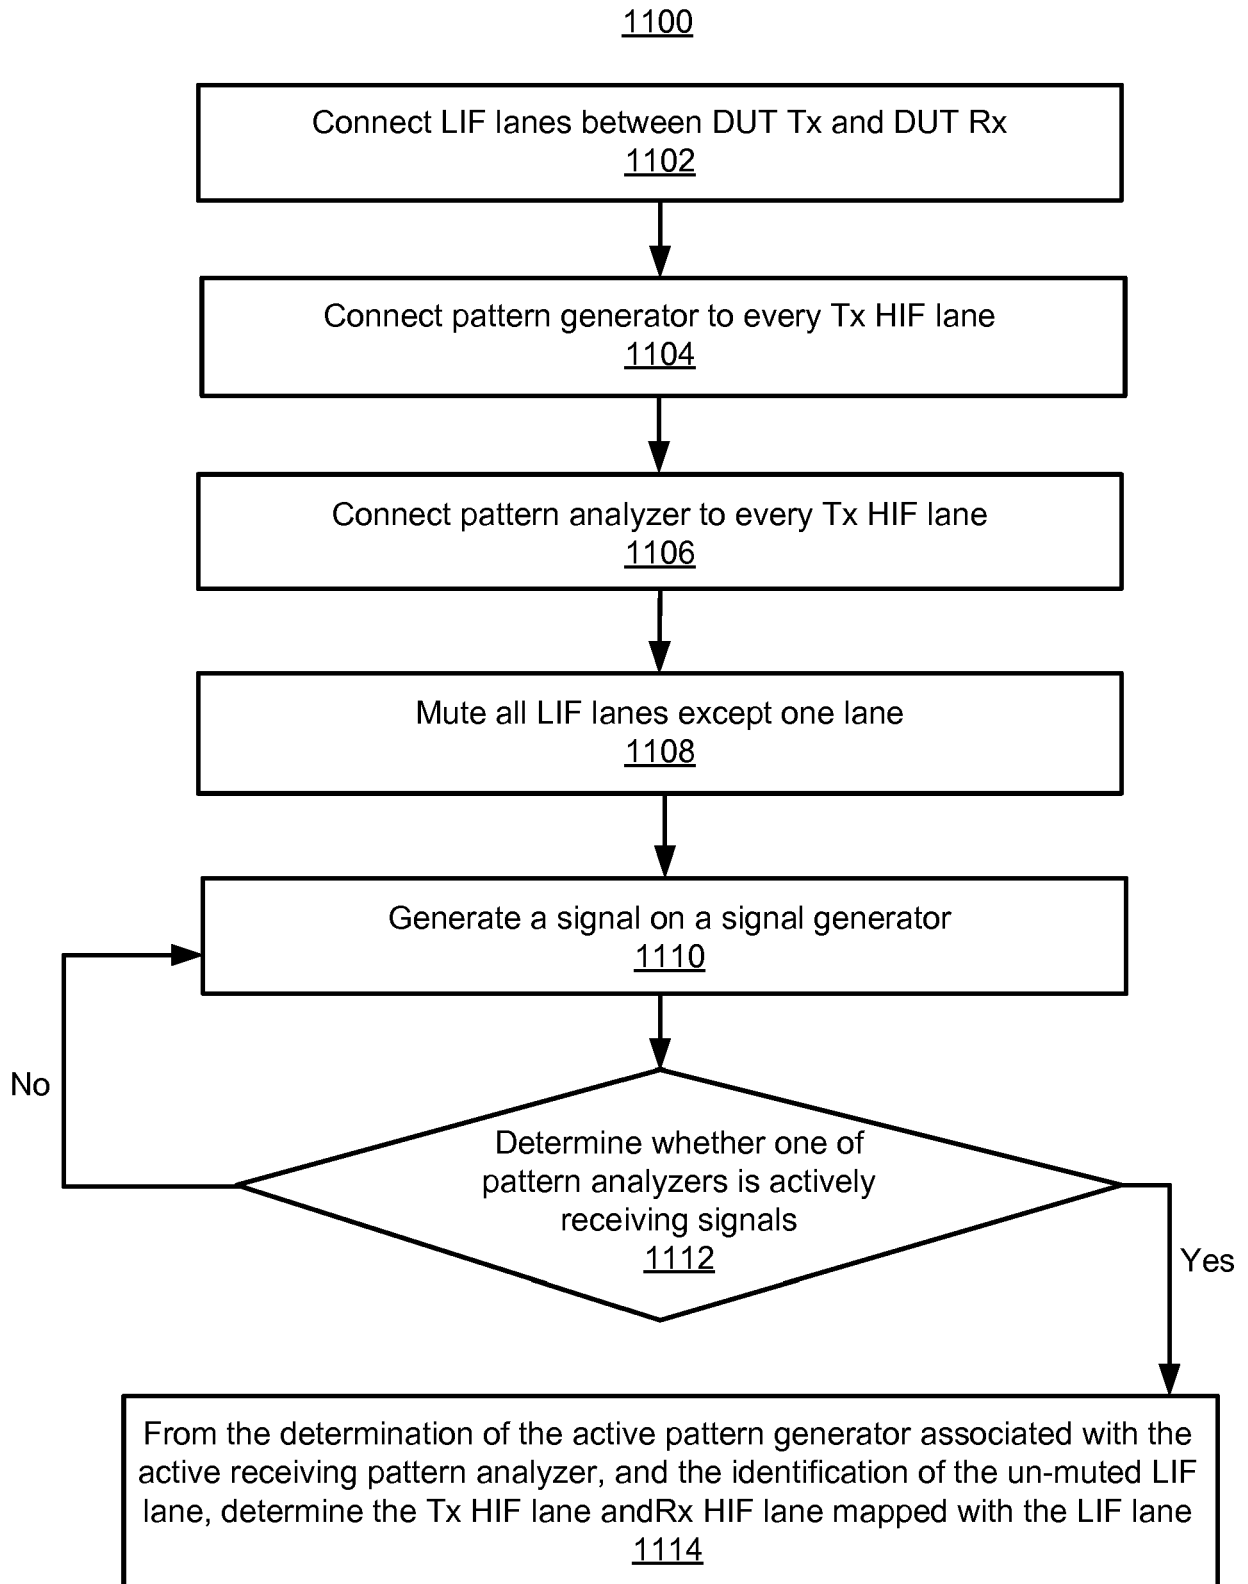 1100
Connect LIF lanes between DUT Tx and DUT Rx
1102
Connect pattern generator to every Tx HIF lane
1104
Connect pattern analyzer to every Tx HIF lane
1106
Mute all LIF lanes except one lane
1108
Generate a signal on a signal generator
1110
No
Determine whether one of
pattern analyzers is actively
receiving signals
1112
Yes
From the determination of the active pattern generator associated with the
active receiving pattern analyzer, and the identification of the un-muted LIF
lane, determine the Tx HIF lane andRx HIF lane mapped with the LIF lane
1114